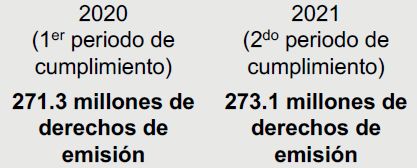 2020
(1er periodo de
cumplimiento)
271.3 millones de
derechos de
emisión
2021
(2do periodo de
cumplimiento)
273.1 millones de
derechos de
emisión